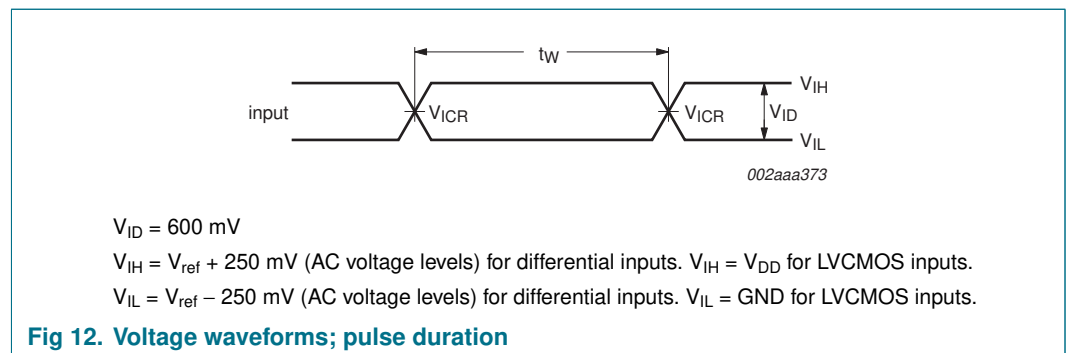 tW
VIH
input
VICR
VICR
VID
VIL
002aaa373
VID = 600 mV
VIH = Vref + 250 mV (AC voltage levels) for differential inputs. VIH = VDD for LVCMOS inputs.
VIL = Vref − 250 mV (AC voltage levels) for differential inputs. VIL = GND for LVCMOS inputs.
Fig 12. Voltage waveforms; pulse duration